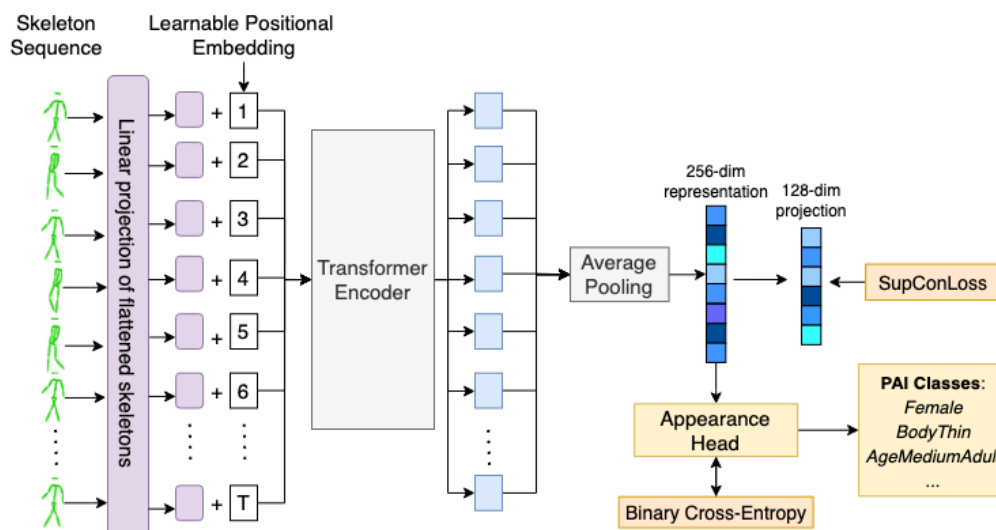 Skeleton
Sequence
Learnable Positional
Embedding
Linear projection of flattened skeletons
+ 1
+ 2
+ 3
+ 4
+ 5
+ 6
+ T
Transformer
Encoder
Average
Pooling
256-dim
representation
128-dim
projection
SupConLoss
Appearance
Head
Binary Cross-Entropy
PAI Classes:
Female
BodyThin
AgeMediumAdul
...